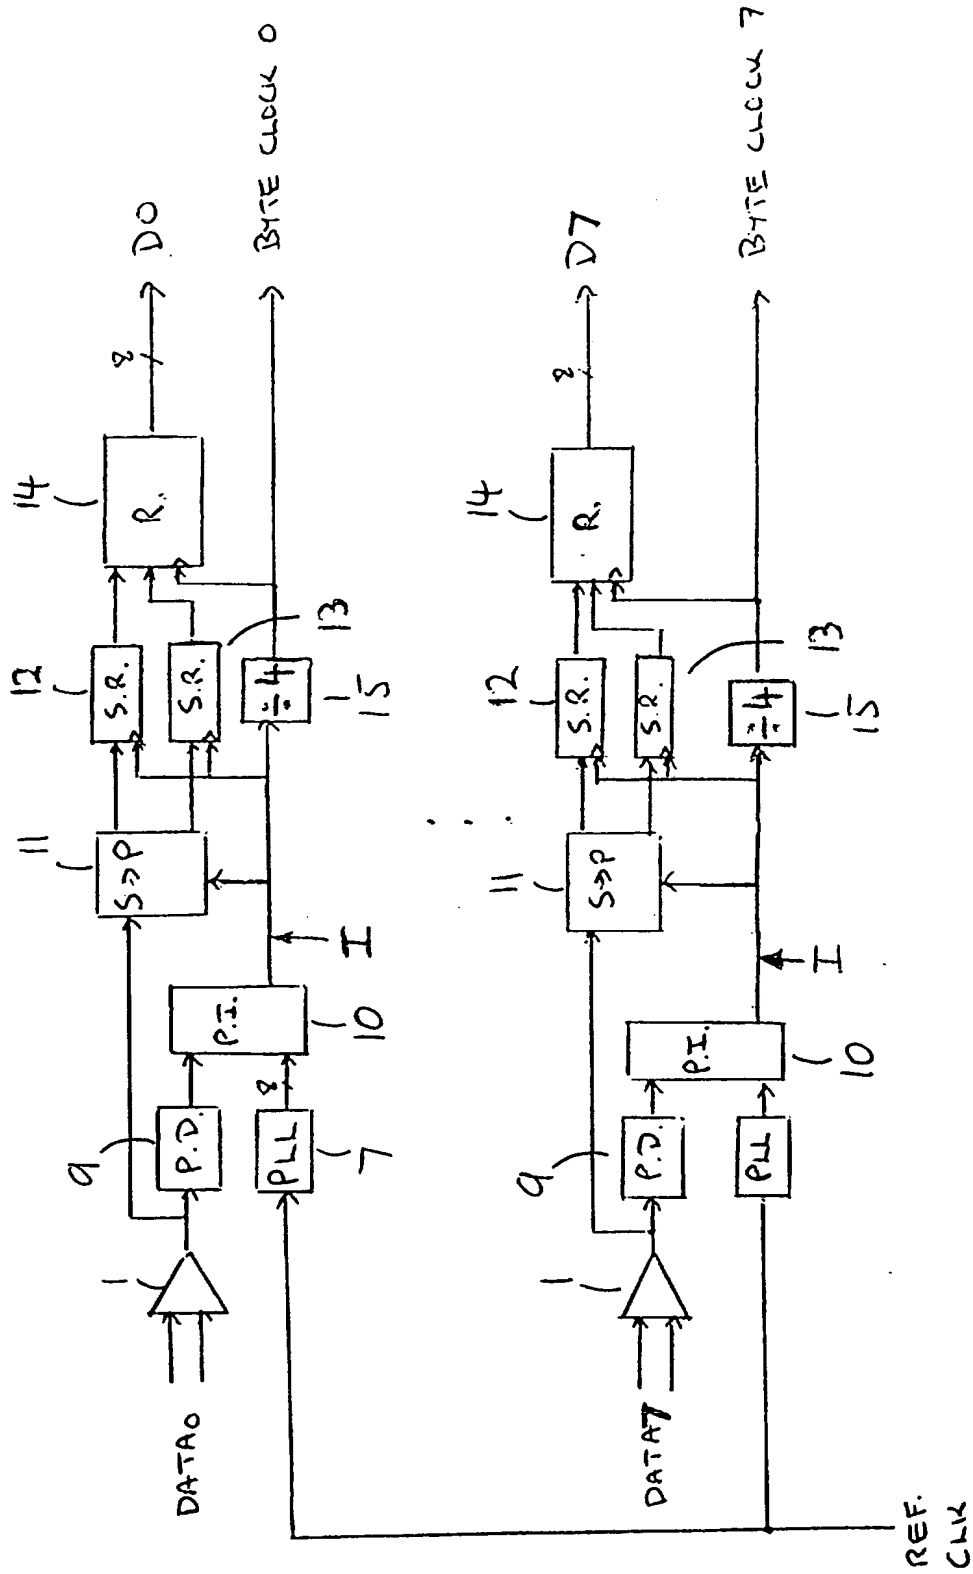 DATA0
1
9
P.D.
PLL
7
8
P.I.
10
I
11
S⇒P
12
S.R.
S.R.
13
÷4
15
14
R.
8
D0
BYTE CLOCK 0
DATA7
1
9
P.D.
PLL
P.I.
10
I
11
S⇒P
12
S.R.
S.R.
13
÷4
15
14
R.
8
D7
BYTE CLOCK 7
REF.
CLK